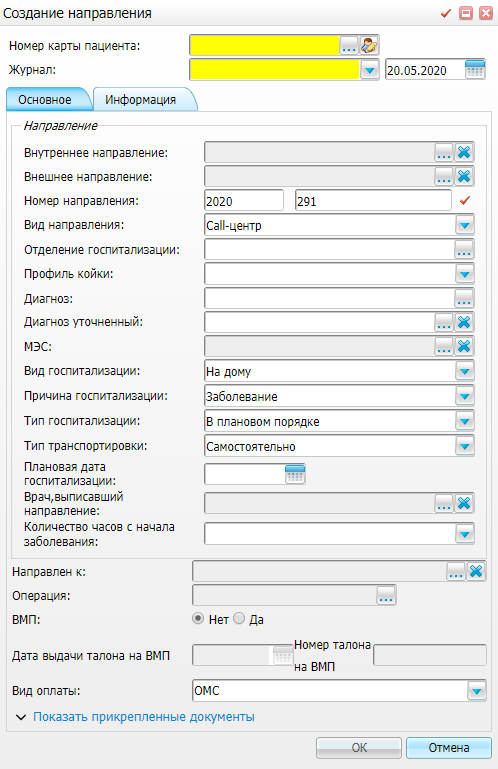 Создание направления
Номер карты пациента:
Журнал: 20.05.2020
Основное Информация
Направление
Внутреннее направление:
Внешнее направление:
Номер направления: 2020 291
Вид направления: Call-центр
Отделение госпитализации:
Профиль койки:
Диагноз:
Диагноз уточненный:
МЭС:
Вид госпитализации: На дому
Причина госпитализации: Заболевание
Тип госпитализации: В плановом порядке
Тип транспортировки: Самостоятельно
Плановая дата
госпитализации:
Врач,выписавший
направление:
Количество часов с начала
заболевания:
Направлен к:
Операция:
ВМП: Нет Да
Дата выдачи талона на ВМП
Номер талона
на ВМП
Вид оплаты: ОМС
Показать прикрепленные документы
ОК Отмена